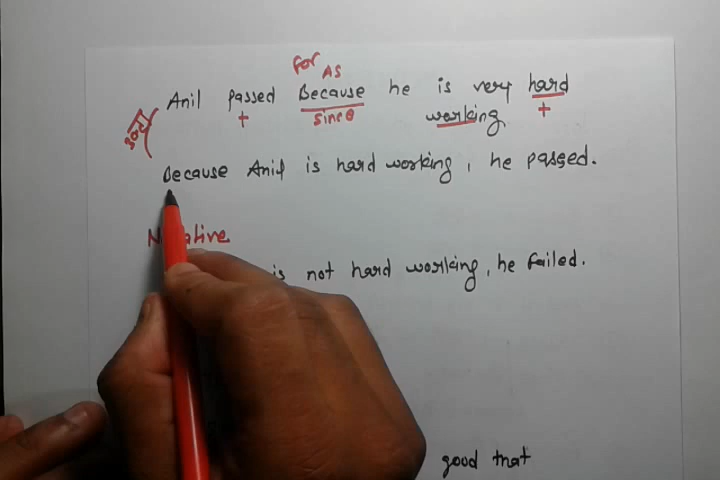 For As
Anil passed Because he is very hard
+ since working +
Because Anil is hard working, he passed.
Negative
is not hard working, he failed.
good that